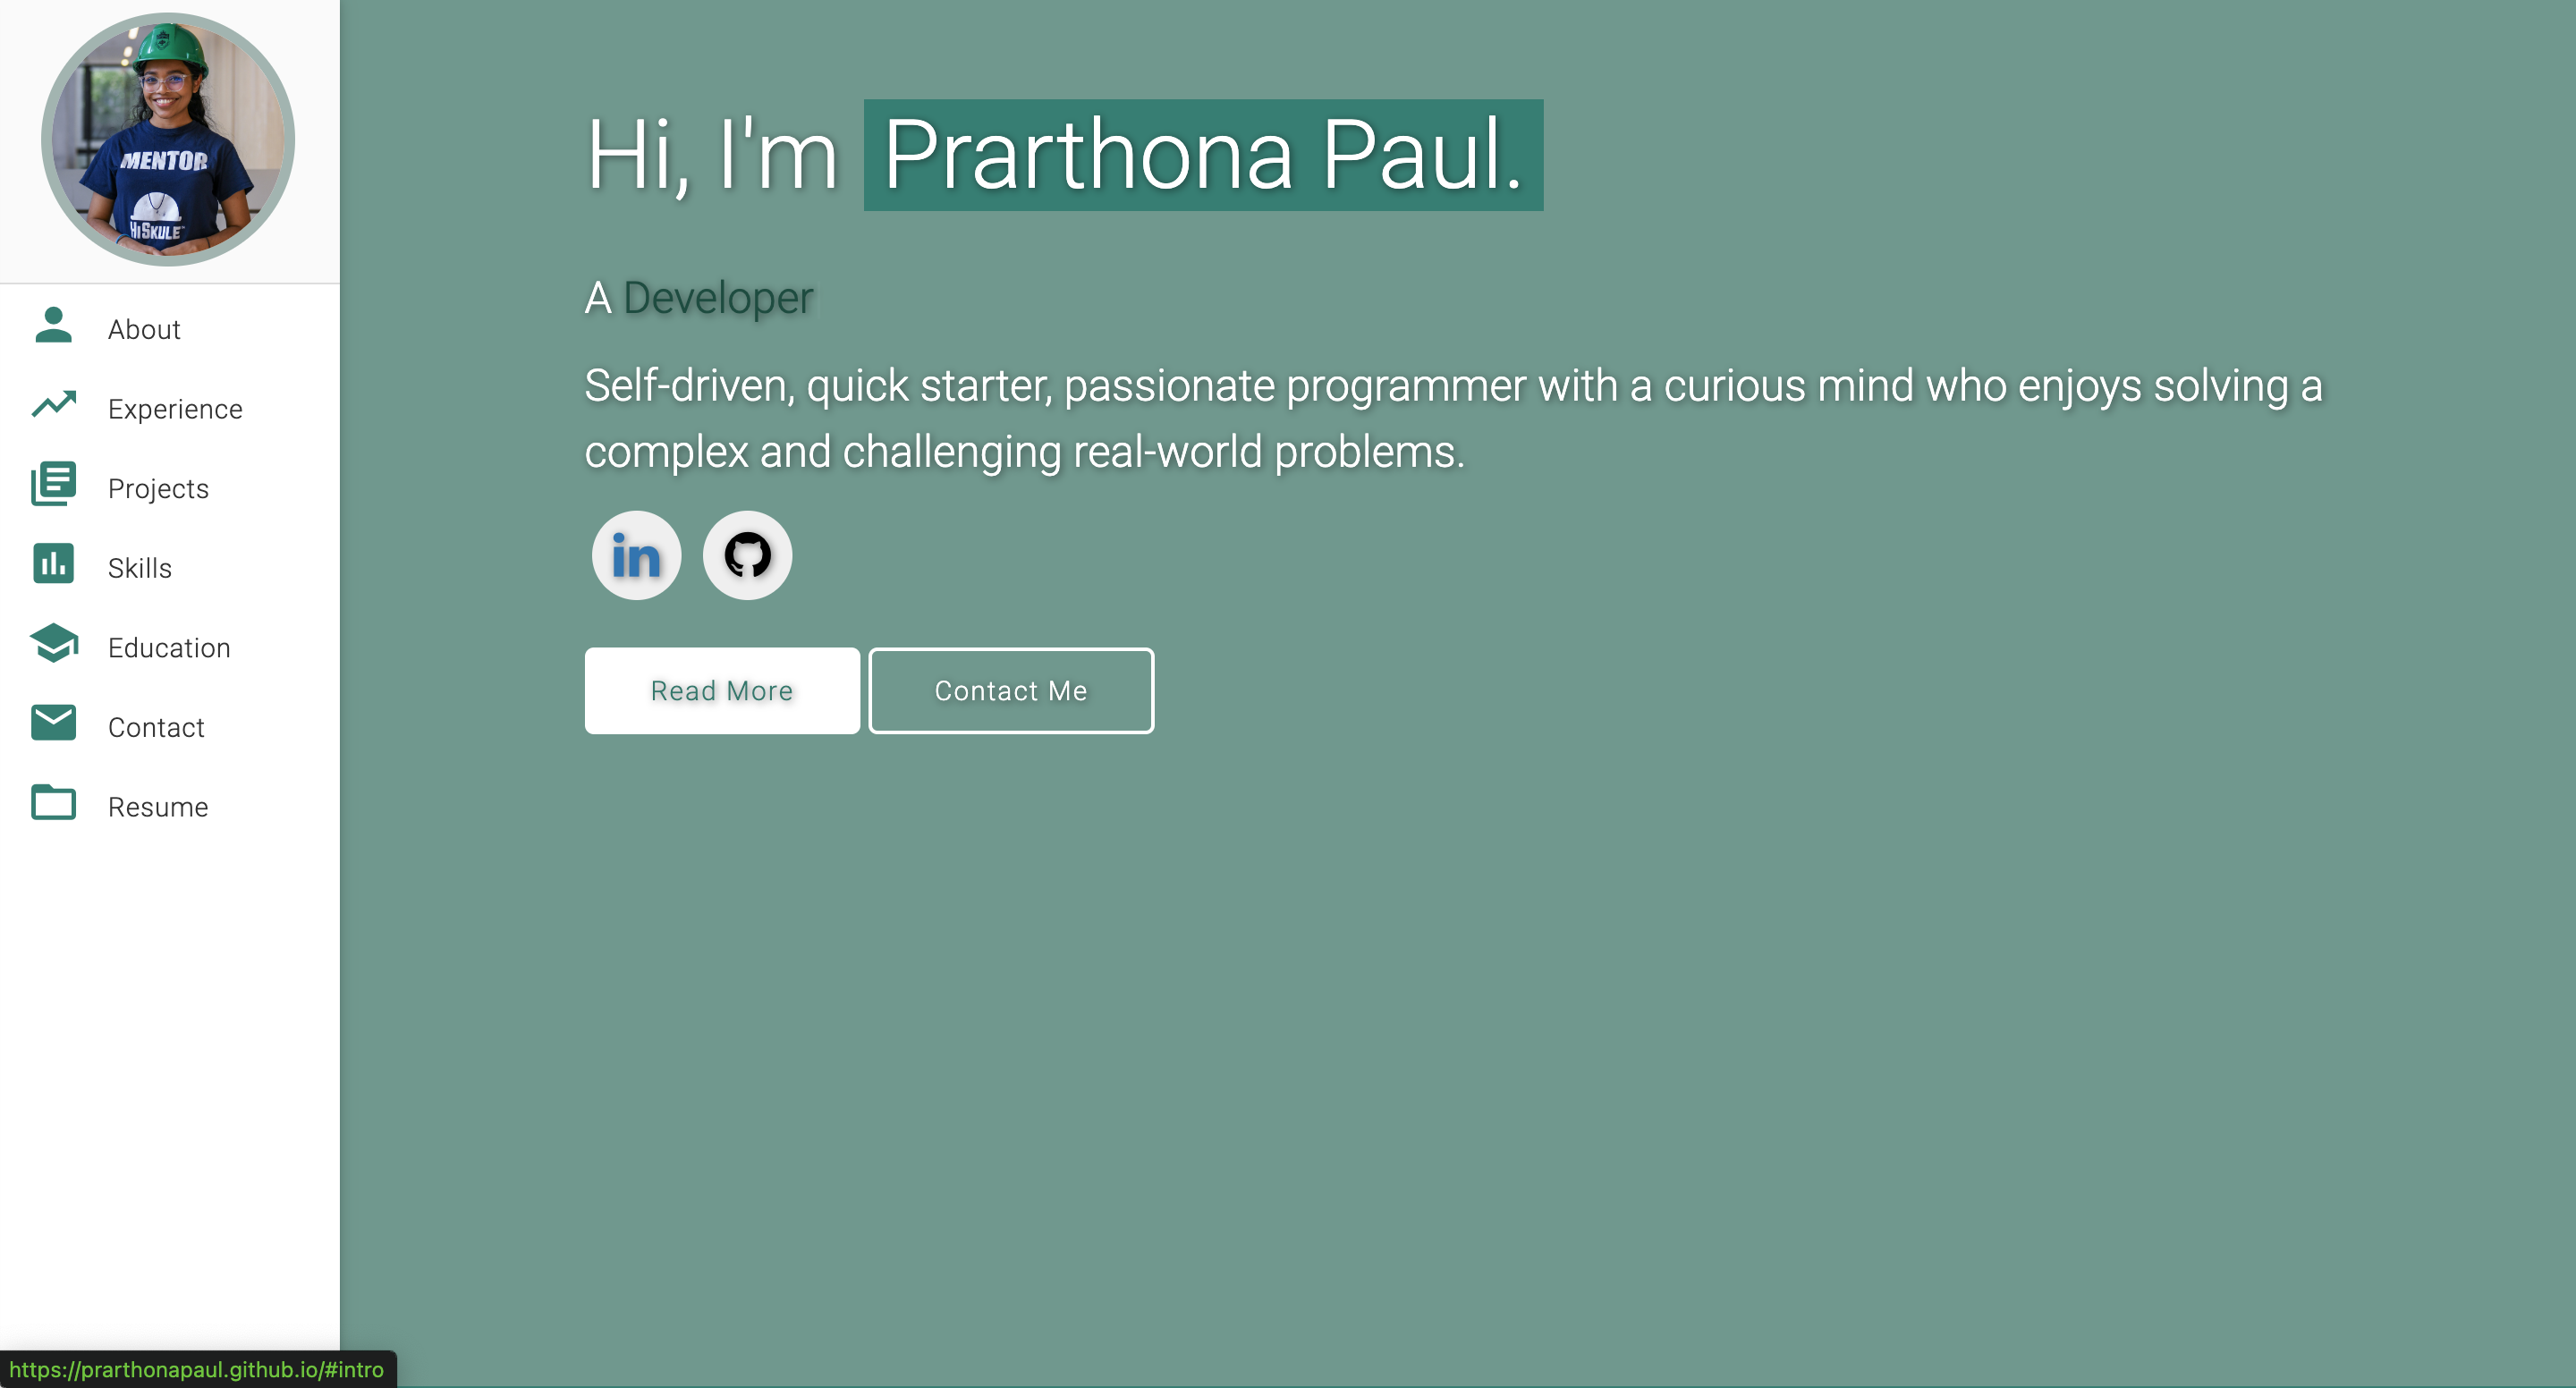 MENTOR
HISKULE™
About
Experience
Projects
Skills
Education
Contact
Resume
Hi, I'm Prarthona Paul.
A Developer
Self-driven, quick starter, passionate programmer with a curious mind who enjoys solving a
complex and challenging real-world problems.
in
Read More
Contact Me
https://prarthonapaul.github.io/#intro